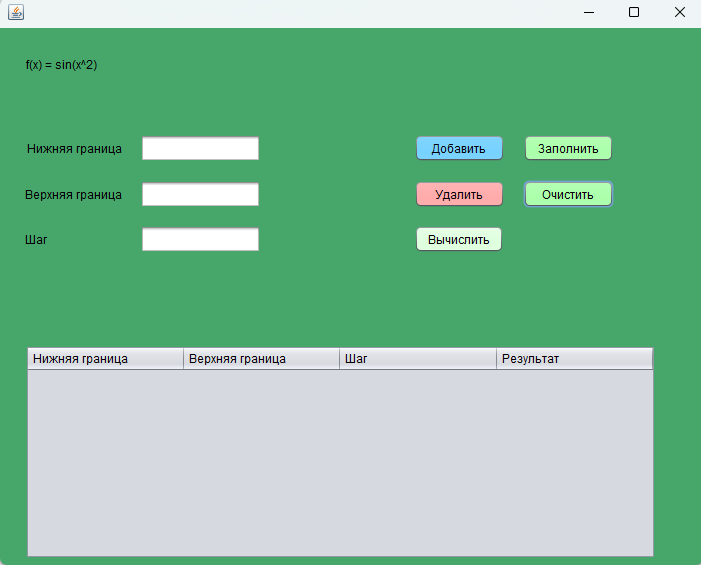 f(x) = sin(x^2)
Нижняя граница
Добавить
Заполнить
Верхняя граница
Удалить
Очистить
Шаг
Вычислить
Нижняя граница Верхняя граница Шаг Результат